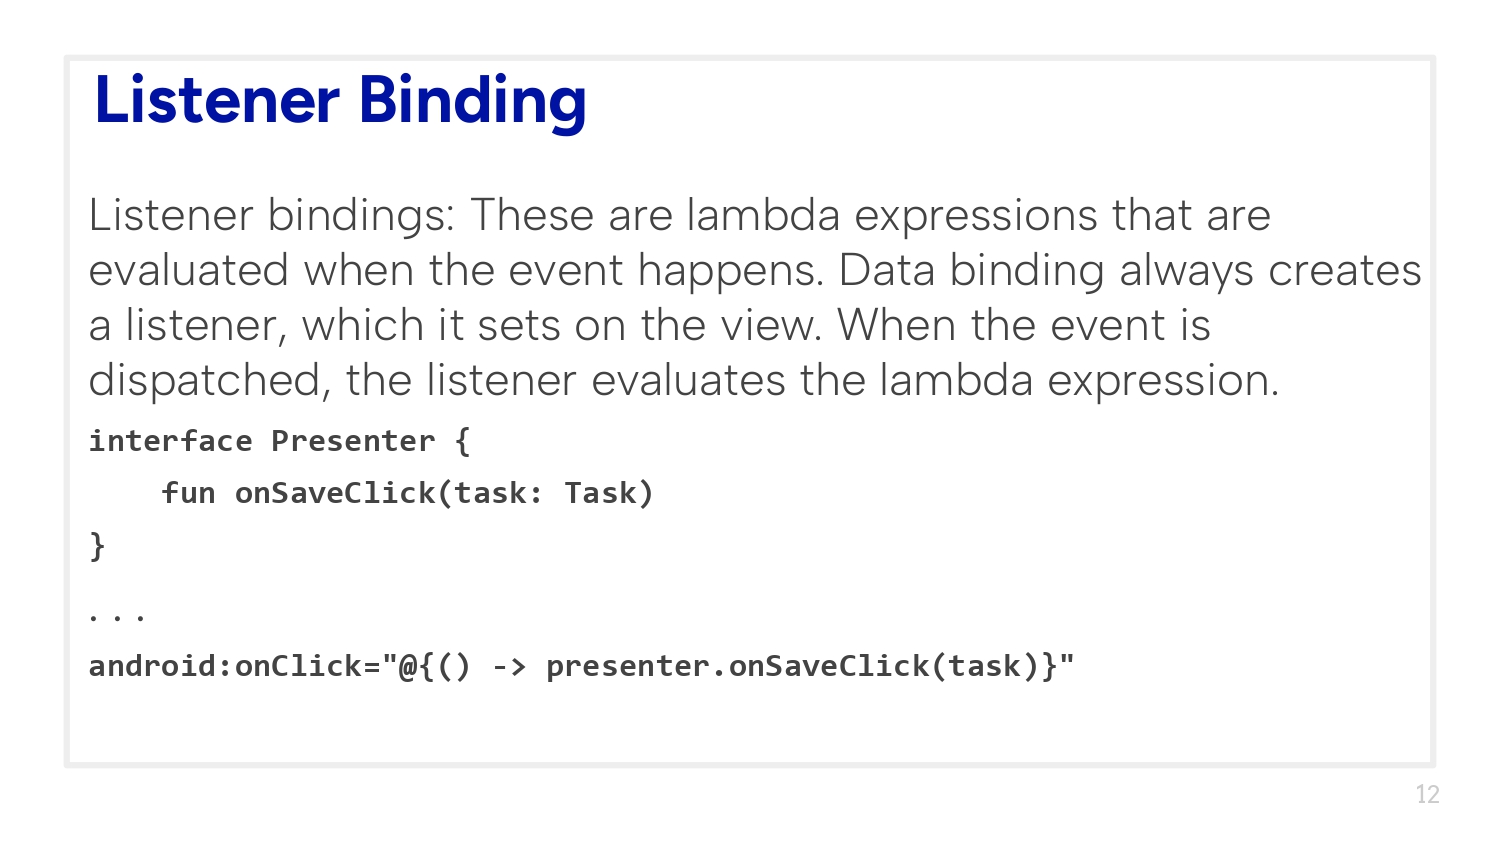 Listener Binding
Listener bindings: These are lambda expressions that are
evaluated when the event happens. Data binding always creates
a listener, which it sets on the view. When the event is
dispatched, the listener evaluates the lambda expression.
interface Presenter {
    fun onSaveClick(task: Task)
}
. . .
android:onClick="@{() -> presenter.onSaveClick(task)}"
12